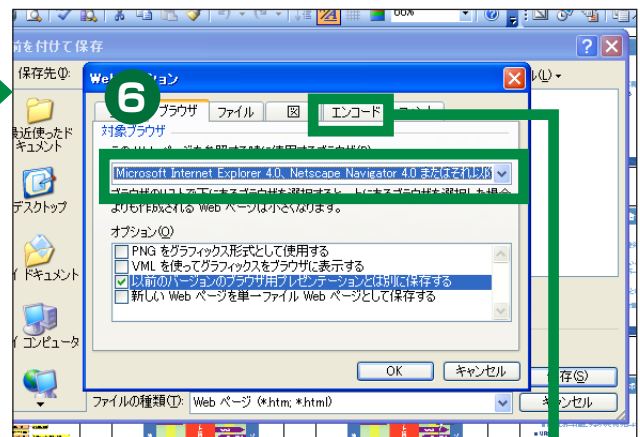 60%
前を付けて保存
保存先(I):
Web
ション
6
ブラウザ
ファイル
図
エンコード
最近使ったド
キュメント
デスクトップ
ドキュメント
コンピュータ
対象ブラウザ
Microsoft Internet Explorer 4.0、Netscape Navigator 4.0 またはそれ以降
よりも作成される Web ページは小さくなります。
オプション(O)
PNG をグラフィックス形式として使用する
VML を使ってグラフィックスをブラウザに表示する
以前のバージョンのブラウザ用プレゼンテーションとは別に保存する
新しい Web ページを単一ファイル Web ページとして保存する
OK
キャンセル
存(S)
ファイルの種類(T):
Web ページ (*.htm; *.html)
キャンセル